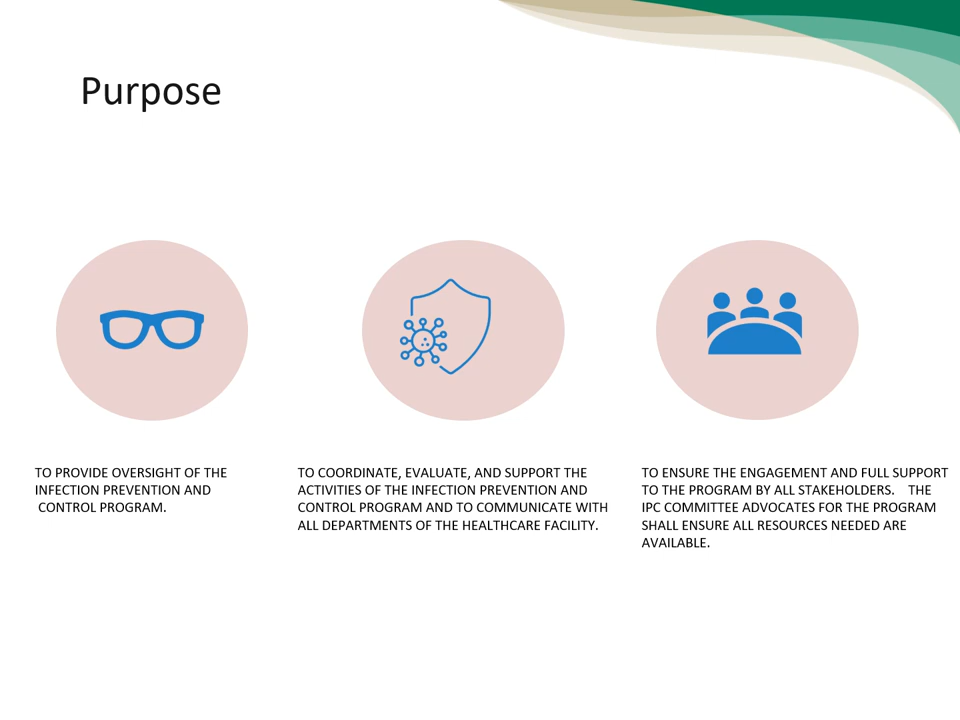 Purpose
TO PROVIDE OVERSIGHT OF THE
INFECTION PREVENTION AND
CONTROL PROGRAM.
TO COORDINATE, EVALUATE, AND SUPPORT THE
ACTIVITIES OF THE INFECTION PREVENTION AND
CONTROL PROGRAM AND TO COMMUNICATE WITH
ALL DEPARTMENTS OF THE HEALTHCARE FACILITY.
TO ENSURE THE ENGAGEMENT AND FULL SUPPORT
TO THE PROGRAM BY ALL STAKEHOLDERS. THE
IPC COMMITTEE ADVOCATES FOR THE PROGRAM
SHALL ENSURE ALL RESOURCES NEEDED ARE
AVAILABLE.